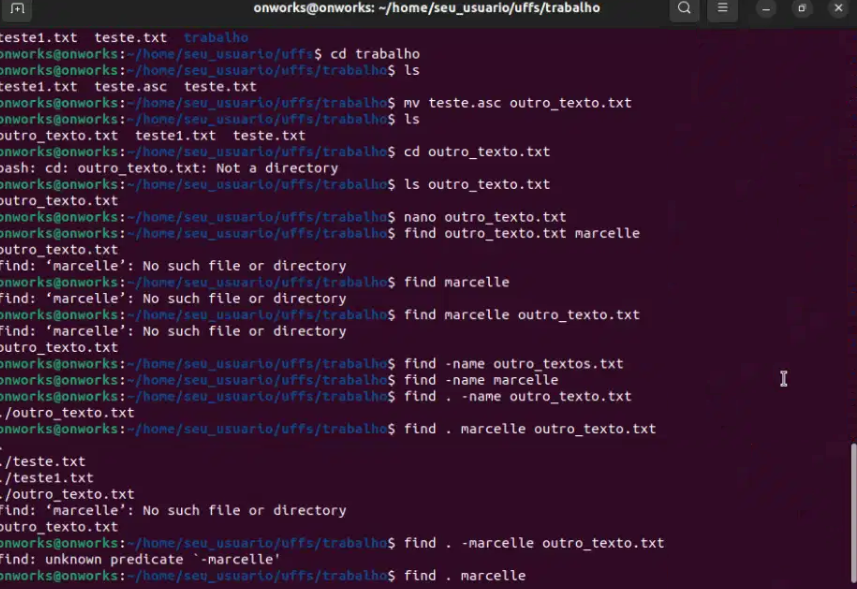 onworks@onworks: ~/home/seu_usuario/uffs/trabalho
teste1.txt  teste.txt  trabalho
onworks@onworks:~/home/seu_usuario/uffs$ cd trabalho
onworks@onworks:~/home/seu_usuario/uffs/trabalho$ ls
teste1.txt  teste.asc  teste.txt
onworks@onworks:~/home/seu_usuario/uffs/trabalho$ mv teste.asc outro_texto.txt
onworks@onworks:~/home/seu_usuario/uffs/trabalho$ ls
outro_texto.txt  teste1.txt  teste.txt
onworks@onworks:~/home/seu_usuario/uffs/trabalho$ cd outro_texto.txt
bash: cd: outro_texto.txt: Not a directory
onworks@onworks:~/home/seu_usuario/uffs/trabalho$ ls outro_texto.txt
outro_texto.txt
onworks@onworks:~/home/seu_usuario/uffs/trabalho$ nano outro_texto.txt
onworks@onworks:~/home/seu_usuario/uffs/trabalho$ find outro_texto.txt marcelle
outro_texto.txt
find: ‘marcelle’: No such file or directory
onworks@onworks:~/home/seu_usuario/uffs/trabalho$ find marcelle
find: ‘marcelle’: No such file or directory
onworks@onworks:~/home/seu_usuario/uffs/trabalho$ find marcelle outro_texto.txt
find: ‘marcelle’: No such file or directory
outro_texto.txt
onworks@onworks:~/home/seu_usuario/uffs/trabalho$ find -name outro_textos.txt
onworks@onworks:~/home/seu_usuario/uffs/trabalho$ find -name marcelle
onworks@onworks:~/home/seu_usuario/uffs/trabalho$ find . -name outro_texto.txt
./outro_texto.txt
onworks@onworks:~/home/seu_usuario/uffs/trabalho$ find . marcelle outro_texto.txt
.
./teste.txt
./teste1.txt
./outro_texto.txt
find: ‘marcelle’: No such file or directory
outro_texto.txt
onworks@onworks:~/home/seu_usuario/uffs/trabalho$ find . -marcelle outro_texto.txt
find: unknown predicate `-marcelle'
onworks@onworks:~/home/seu_usuario/uffs/trabalho$ find . marcelle